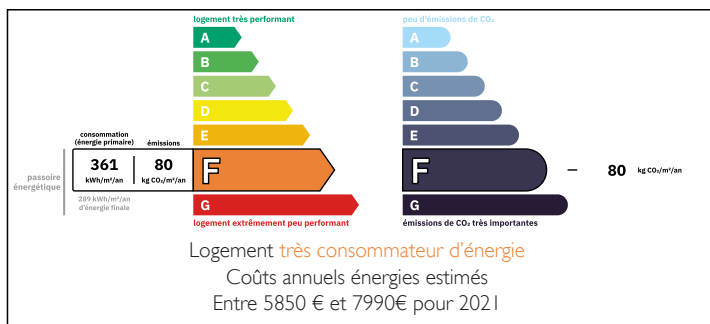 logement très performant
A
B
C
D
E
consommation
(énergie primaire)
émissions
361
kWh/m²/an
80
kg CO₂/m²/an
F
passoire
énergétique
289 kWh/m²/an
d'énergie finale
G
logement extrêmement peu performant
peu d'émissions de CO₂
A
B
C
D
E
F
80 kg CO₂/m²/an
G
émissions de CO₂ très importantes
Logement très consommateur d'énergie
Coûts annuels énergies estimés
Entre 5850 € et 7990€ pour 2021